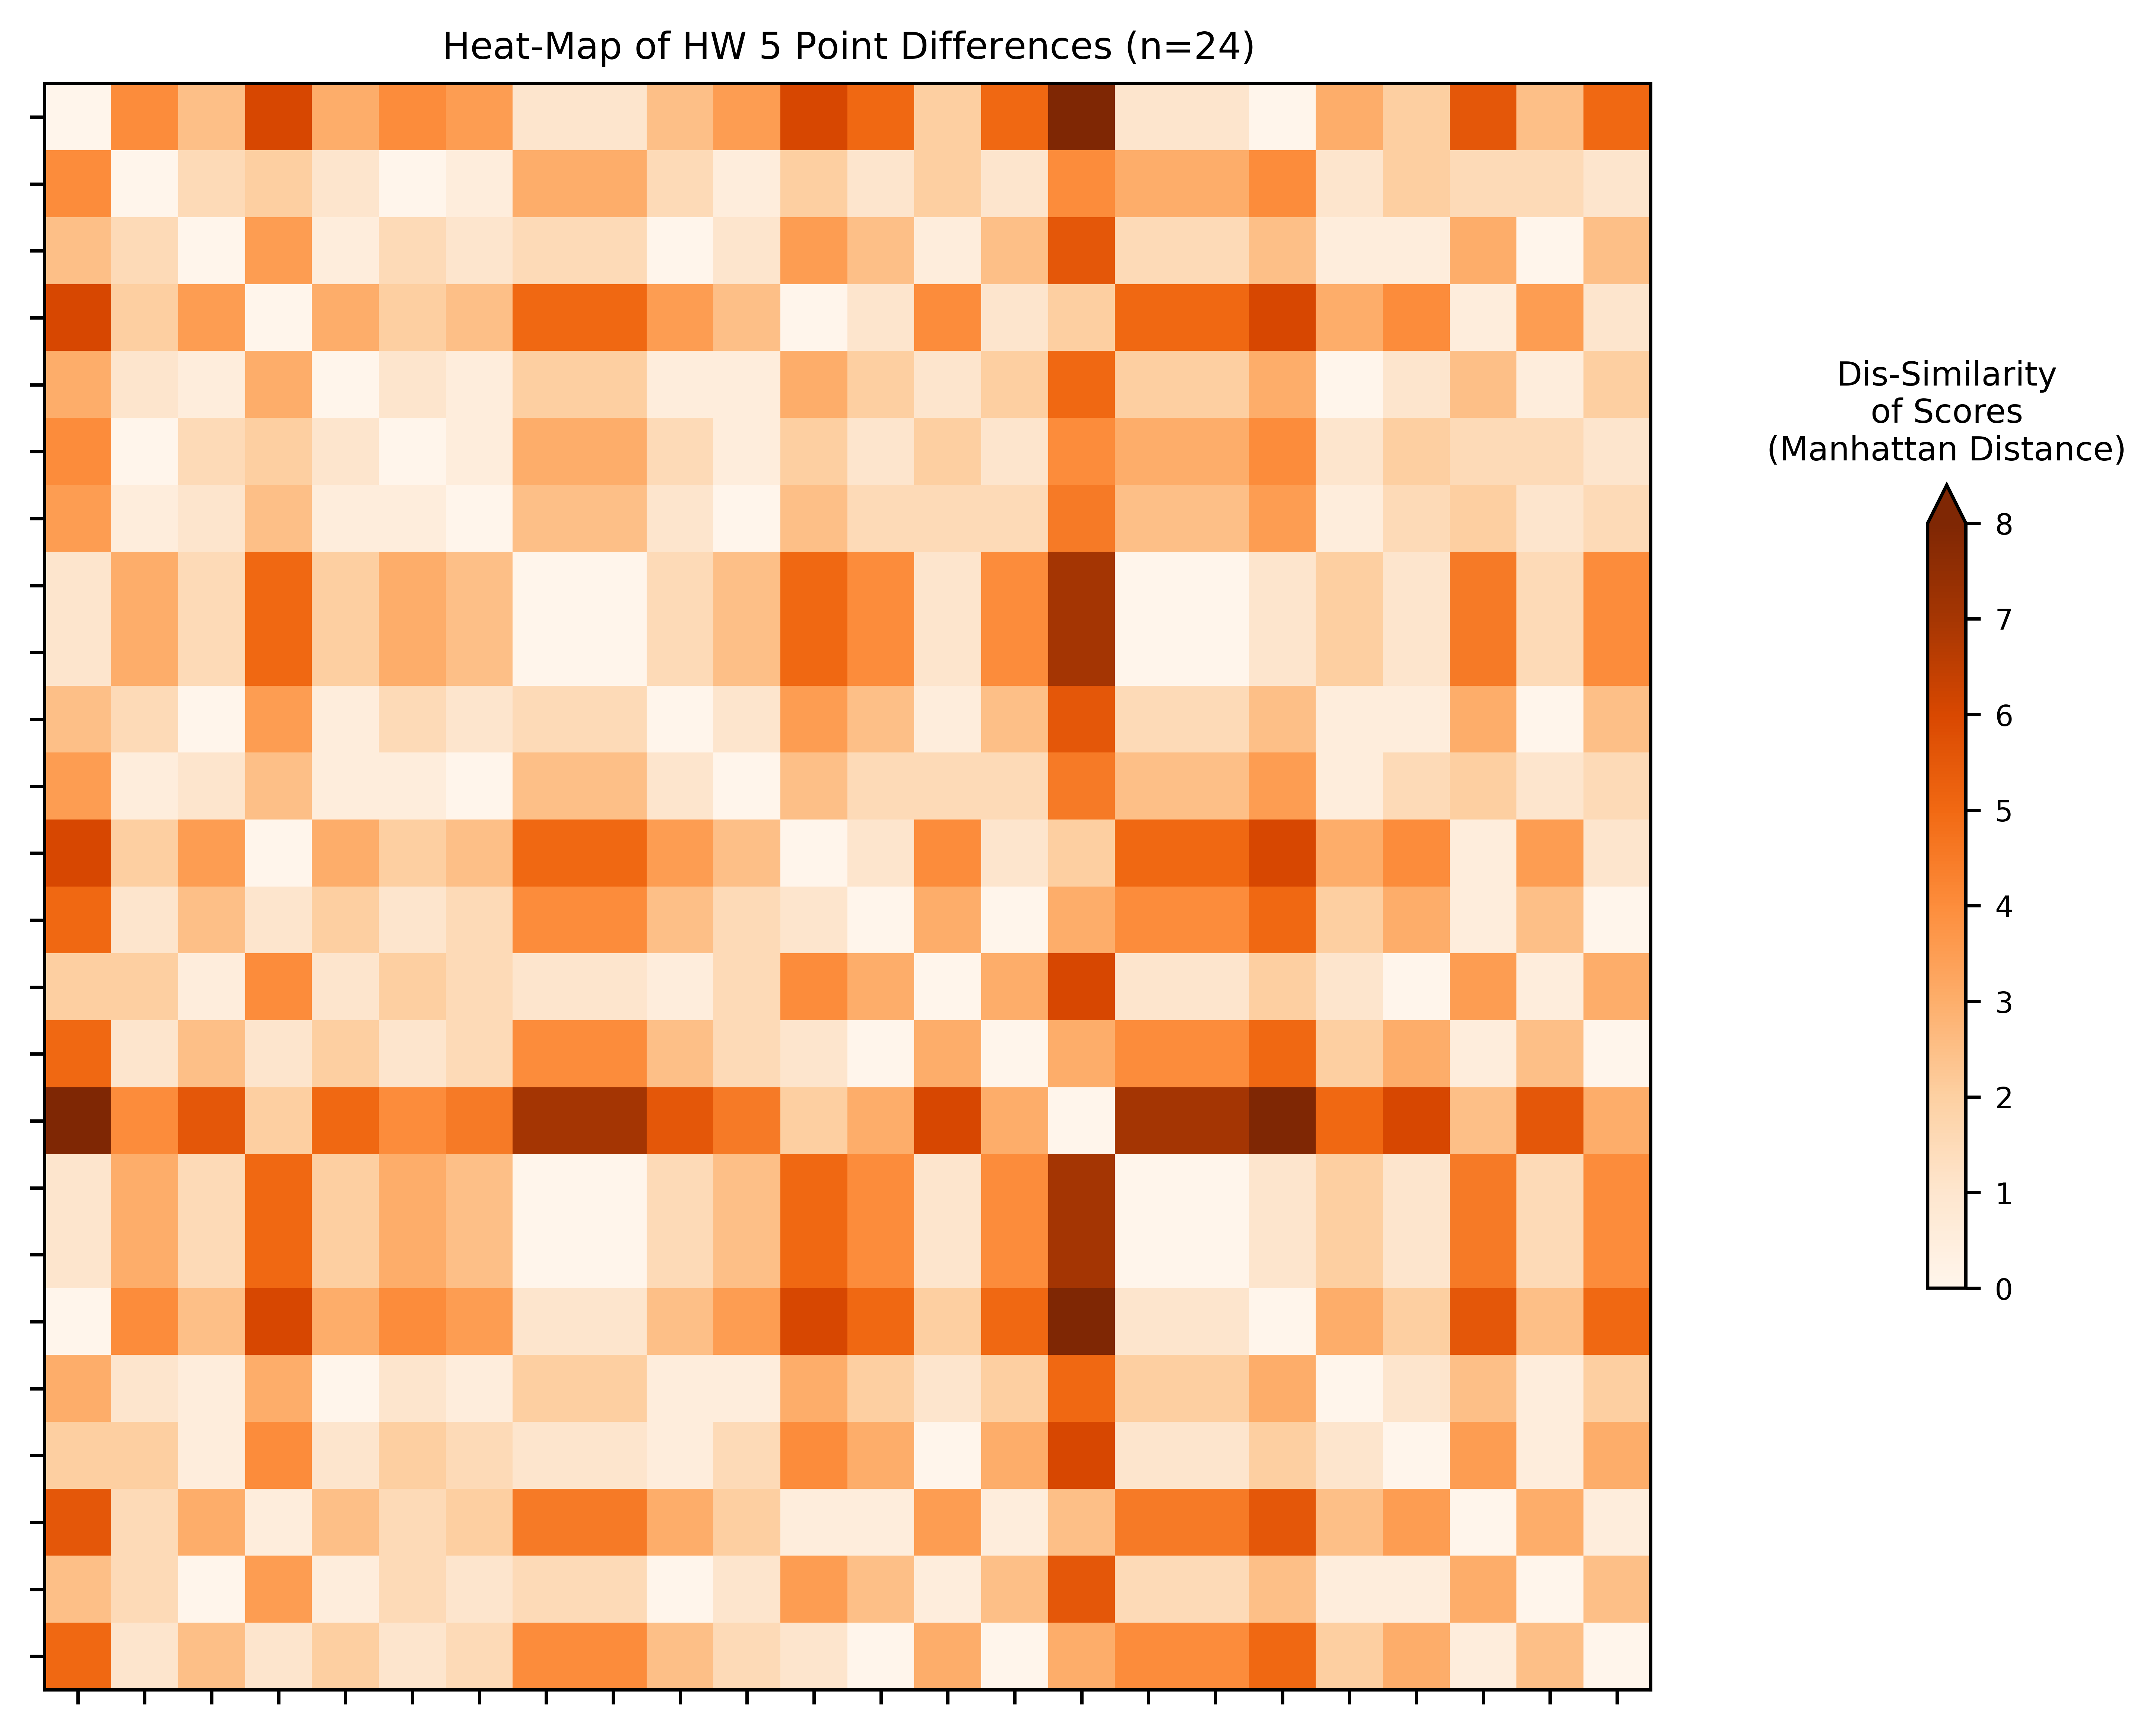 Heat-Map of HW 5 Point Differences (n=24)
Dis-Similarity
of Scores
(Manhattan Distance)
8
7
6
5
4
3
2
1
0